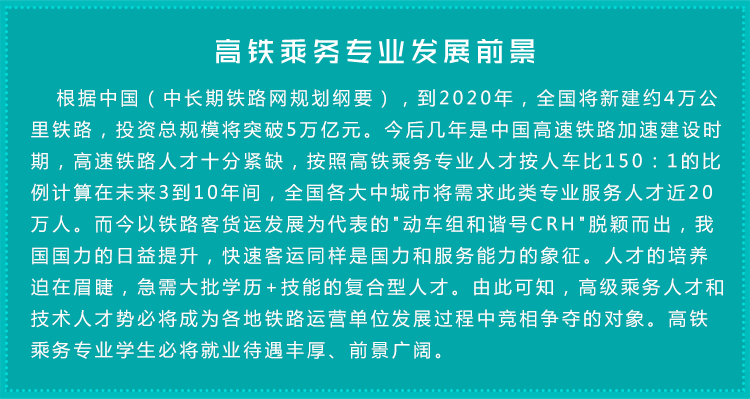 高铁乘务专业发展前景
根据中国（中长期铁路网规划纲要），到2020年，全国将新建约4万公
里铁路，投资总规模将突破5万亿元。今后几年是中国高速铁路加速建设时
期，高速铁路人才十分紧缺，按照高铁乘务专业人才按人车比150：1的比
例计算在未来3到10年间，全国各大中城市将需求此类专业服务人才近20
万人。而今以铁路客货运发展为代表的"动车组和谐号CRH"脱颖而出，我
国国力的日益提升，快速客运同样是国力和服务能力的象征。人才的培养
迫在眉睫，急需大批学历+技能的复合型人才。由此可知，高级乘务人才和
技术人才势必将成为各地铁路运营单位发展过程中竞相争夺的对象。高铁
乘务专业学生必将就业待遇丰厚、前景广阔。